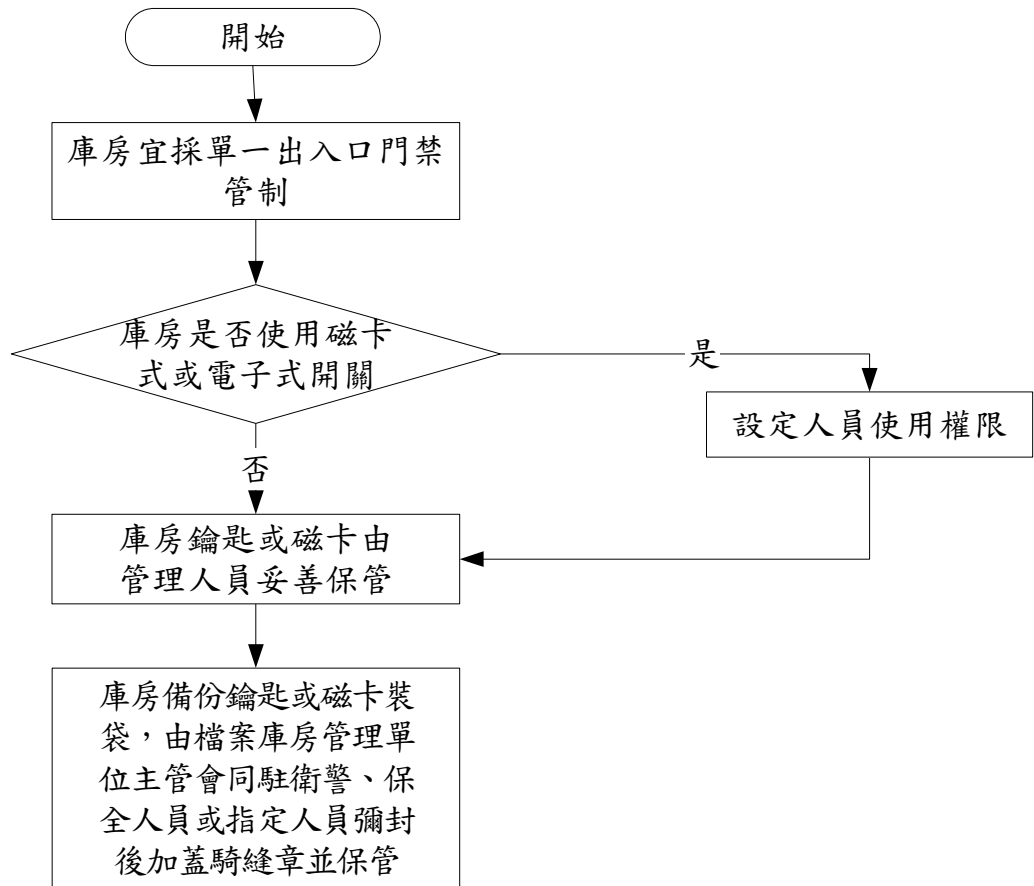 開始
庫房宜採單一出入口門禁
管制
庫房是否使用磁卡
式或電子式開關
是
設定人員使用權限
否
庫房鑰匙或磁卡由
管理人員妥善保管
庫房備份鑰匙或磁卡裝
袋，由檔案庫房管理單
位主管會同駐衛警、保
全人員或指定人員彌封
後加蓋騎縫章並保管